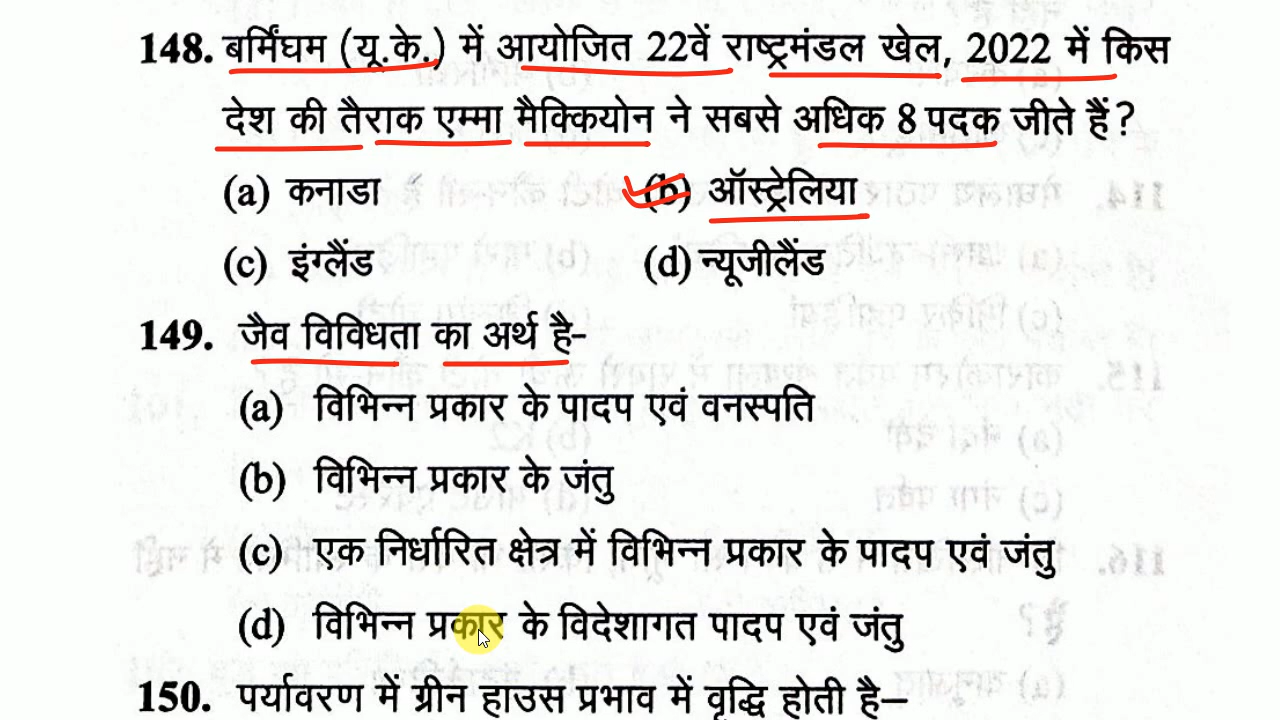 148. बर्मिंघम (यू.के.) में आयोजित 22वें राष्ट्रमंडल खेल, 2022 में किस
देश की तैराक एम्मा मैक्कियोन ने सबसे अधिक 8 पदक जीते हैं?
(a) कनाडा (b) ऑस्ट्रेलिया
(c) इंग्लैंड (d) न्यूजीलैंड
149. जैव विविधता का अर्थ है-
(a) विभिन्न प्रकार के पादप एवं वनस्पति
(b) विभिन्न प्रकार के जंतु
(c) एक निर्धारित क्षेत्र में विभिन्न प्रकार के पादप एवं जंतु
(d) विभिन्न प्रकार के विदेशागत पादप एवं जंतु
150. पर्यावरण में ग्रीन हाउस प्रभाव में वृद्धि होती है–